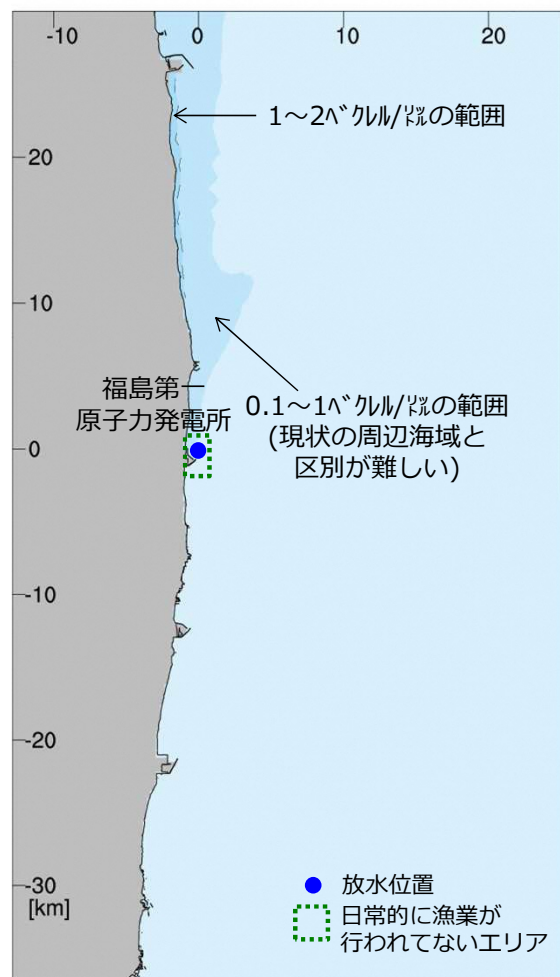 -10
0
10
20
1～2ﾍﾞｸﾚﾙ/㍑の範囲
20
10
福島第一
原子力発電所
0.1～1ﾍﾞｸﾚﾙ/㍑の範囲
(現状の周辺海域と
区別が難しい)
0
-10
-20
-30
[km]
放水位置
日常的に漁業が
行われてないエリア